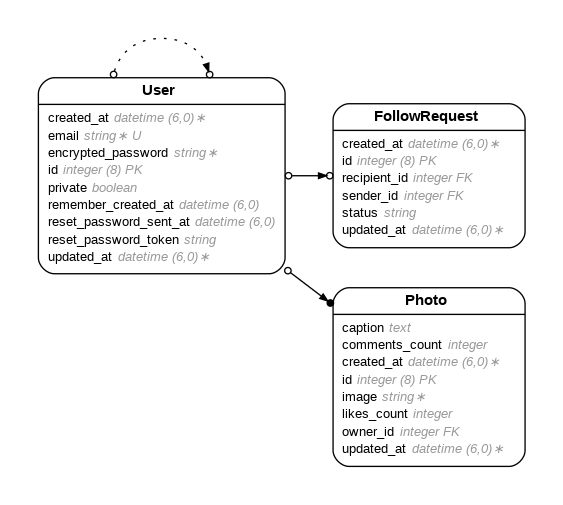 User
created_at datetime (6,0)∗
email string∗ U
encrypted_password string∗
id integer (8) PK
private boolean
remember_created_at datetime (6,0)
reset_password_sent_at datetime (6,0)
reset_password_token string
updated_at datetime (6,0)∗
FollowRequest
created_at datetime (6,0)∗
id integer (8) PK
recipient_id integer FK
sender_id integer FK
status string
updated_at datetime (6,0)∗
Photo
caption text
comments_count integer
created_at datetime (6,0)∗
id integer (8) PK
image string∗
likes_count integer
owner_id integer FK
updated_at datetime (6,0)∗